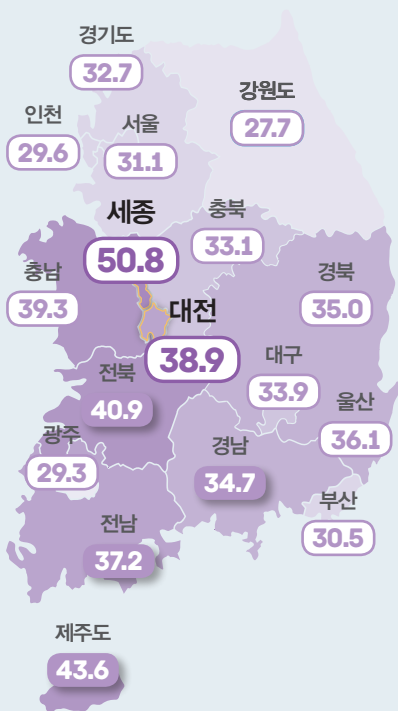 경기도
32.7
강원도
27.7
인천
29.6
서울
31.1
세종
50.8
충북
33.1
충남
39.3
경북
35.0
대전
38.9
대구
33.9
전북
40.9
울산
36.1
광주
29.3
경남
34.7
부산
30.5
전남
37.2
제주도
43.6